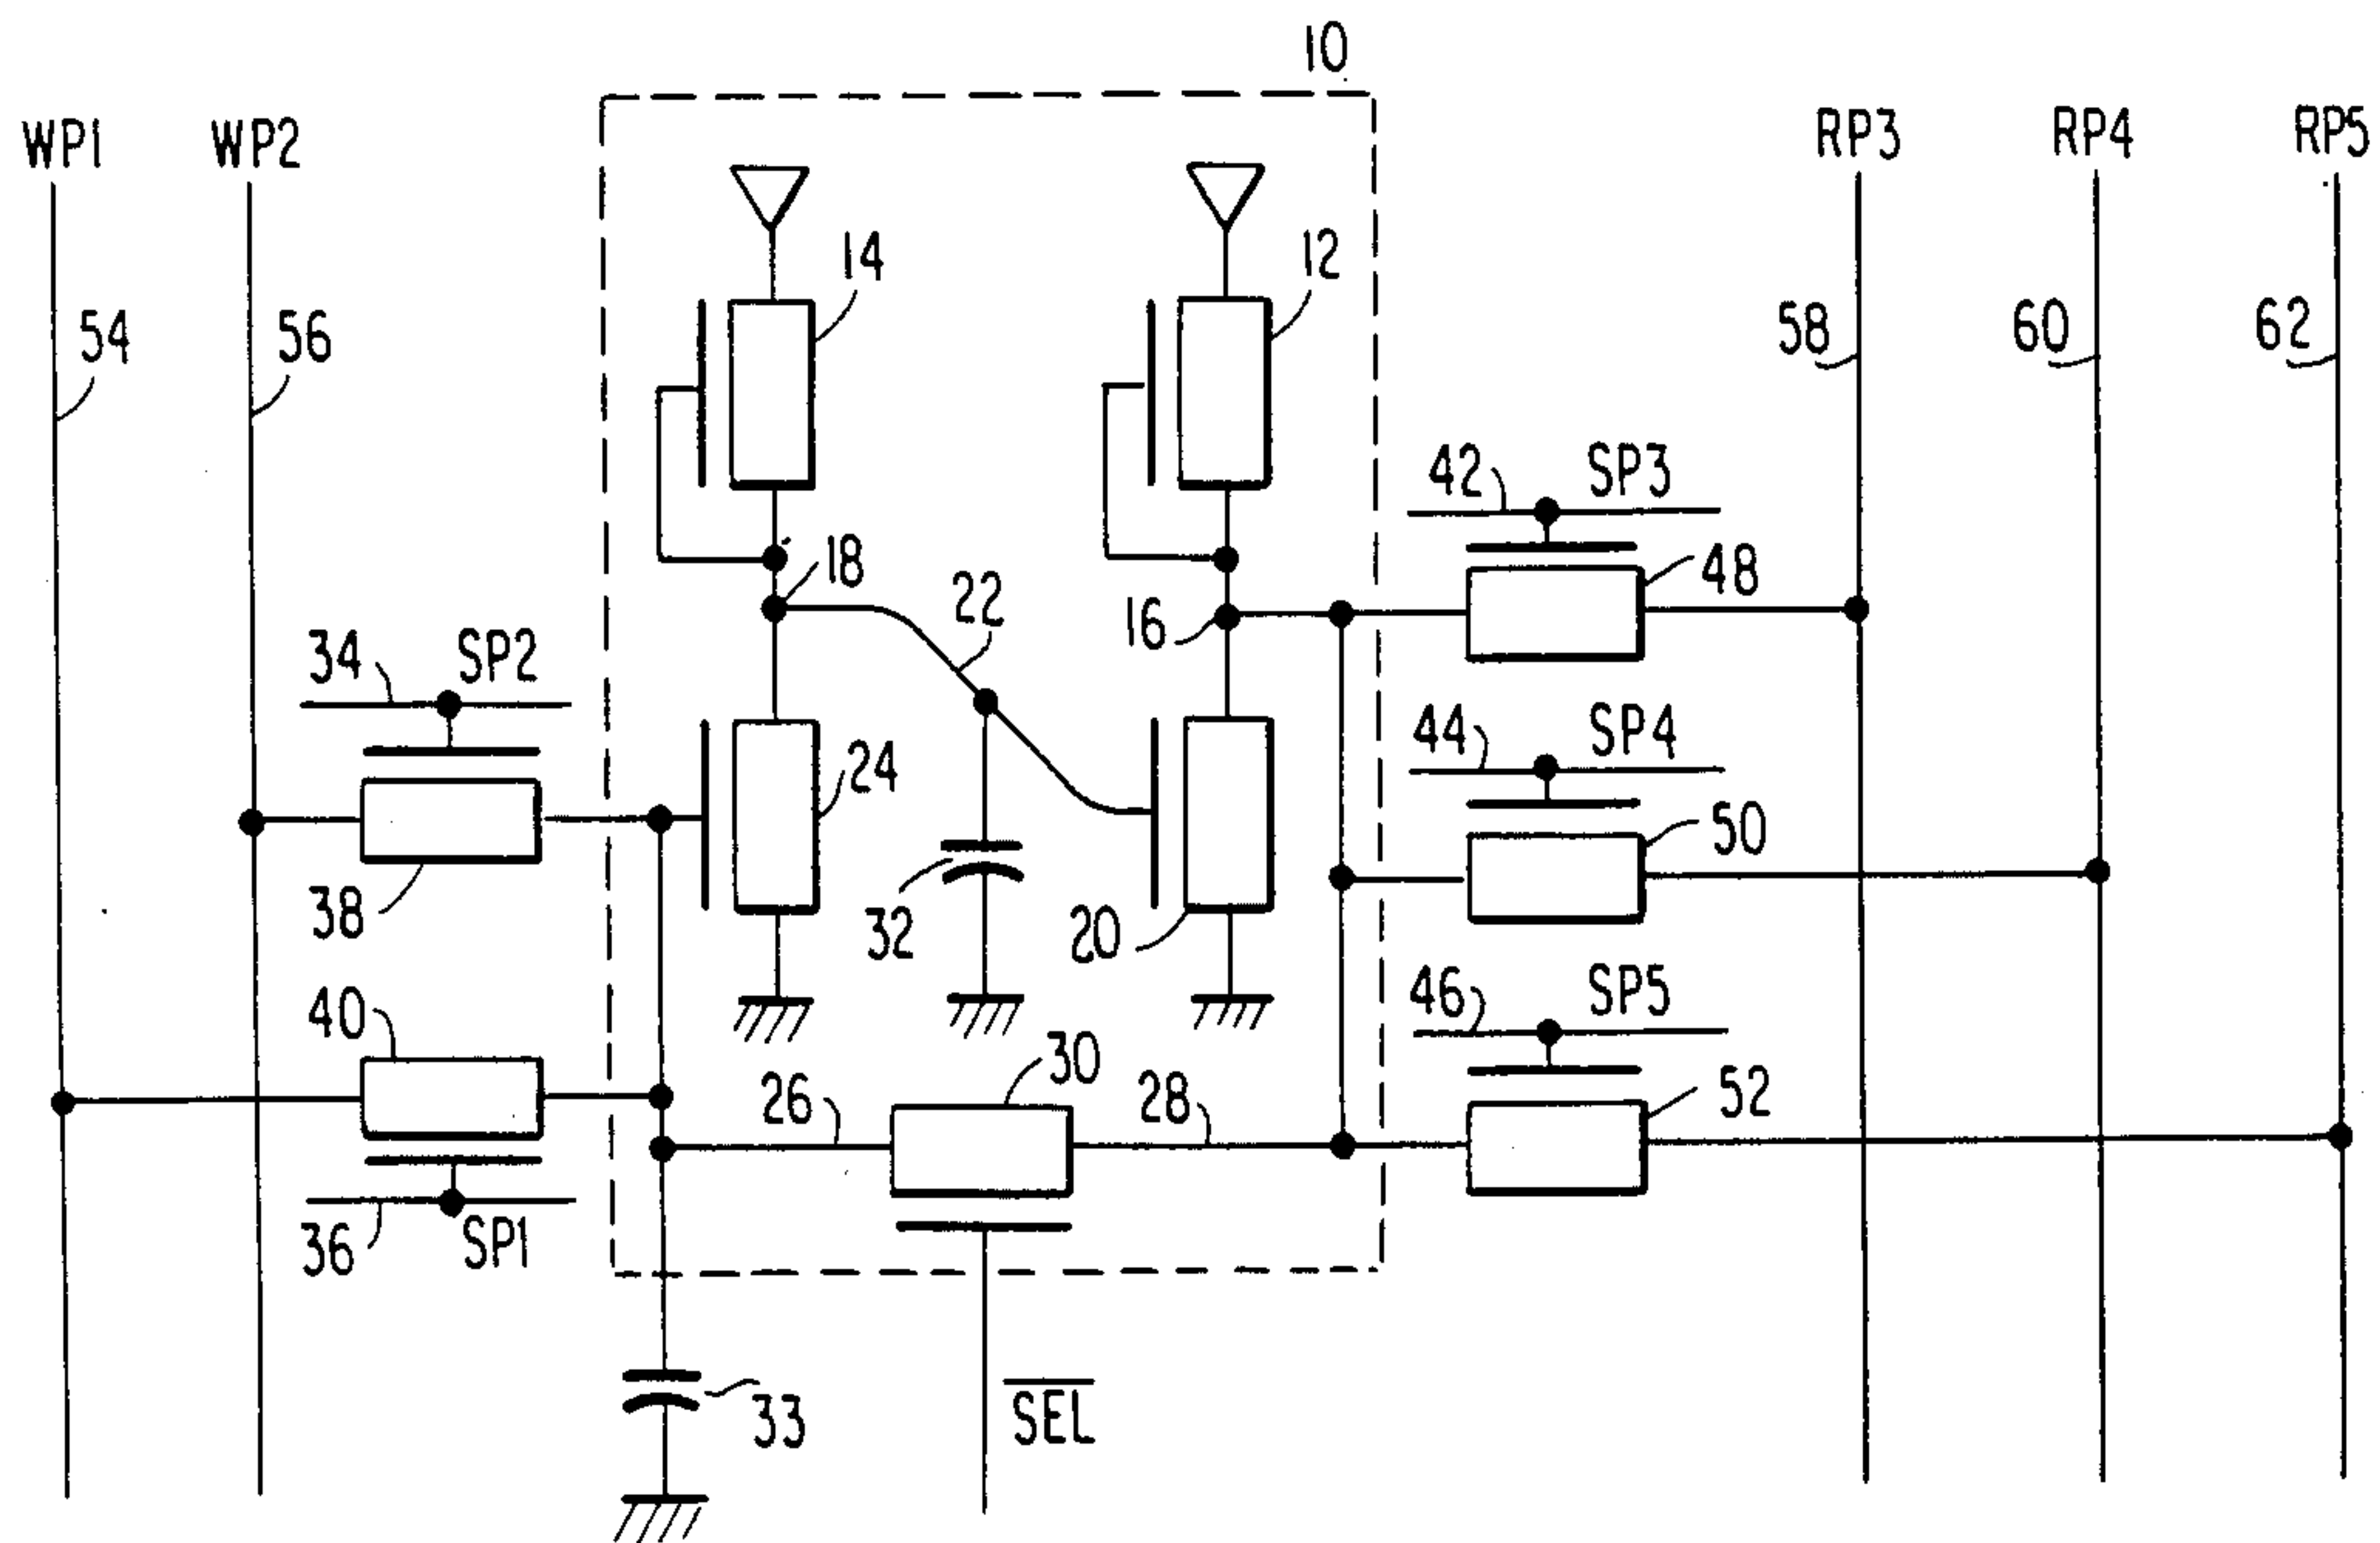 10
WP1 WP2 RP3 RP4 RP5
14 12
54 56 58 60 62
42 SP3
18 22 16 48
34 SP2
44 SP4
24 50
38 32 20
40 46 SP5
26 30 28 52
36 SP1
33 SEL